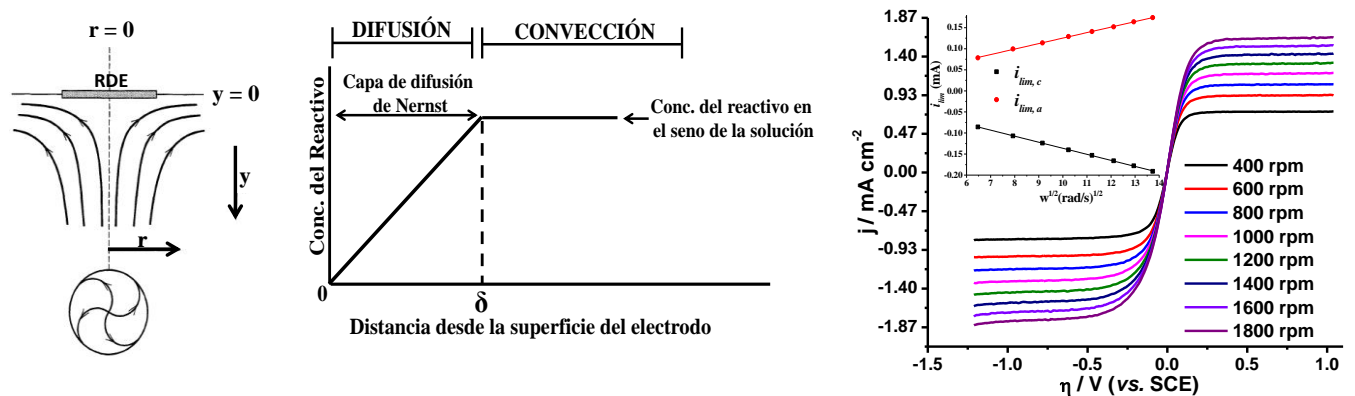 r = 0
RDE
y = 0
y
r
DIFUSIÓN
CONVECCIÓN
Conc. del Reactivo
Capa de difusión
de Nernst
Conc. del reactivo en
el seno de la solución
0
δ
Distancia desde la superficie del electrodo
j / mA cm-2
1.87
1.40
0.93
0.47
0.00
-0.47
-0.93
-1.40
-1.87
-1.5
-1.0
-0.5
0.0
0.5
1.0
η / V (vs. SCE)
i lim (mA)
0.15
0.10
0.05
0.00
-0.05
-0.10
-0.15
-0.20
6 7 8 9 10 11 12 13 14
w1/2(rad/s)1/2
i lim,c
i lim,a
400 rpm
600 rpm
800 rpm
1000 rpm
1200 rpm
1400 rpm
1600 rpm
1800 rpm